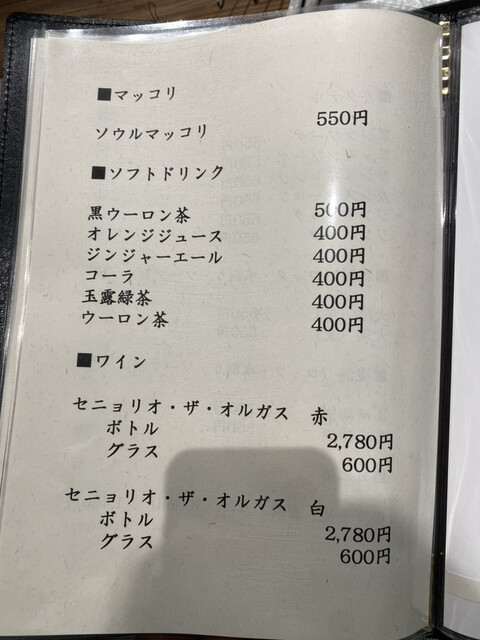 ■マッコリ
ソウルマッコリ 550円
■ソフトドリンク
黒ウーロン茶 500円
オレンジジュース 400円
ジンジャーエール 400円
コーラ 400円
玉露緑茶 400円
ウーロン茶 400円
■ワイン
セニョリオ・ザ・オルガス 赤
ボトル 2,780円
グラス 600円
セニョリオ・ザ・オルガス 白
ボトル 2,780円
グラス 600円